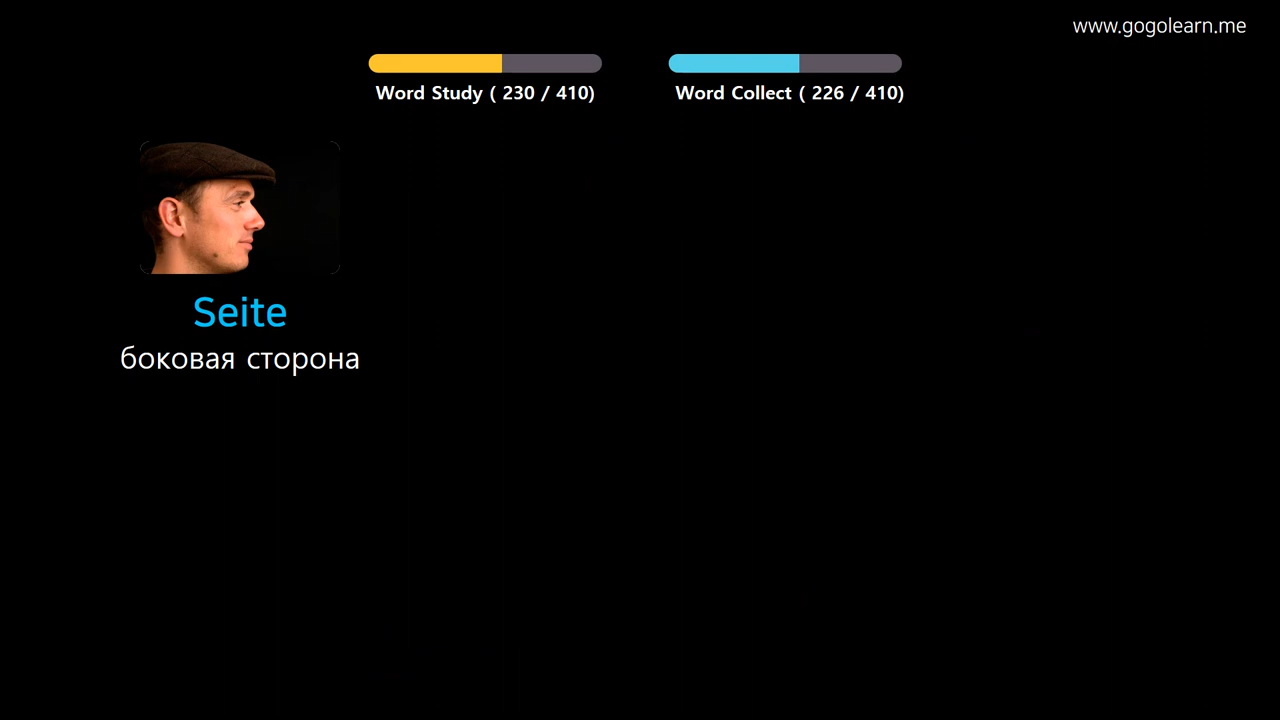 www.gogolearn.me
Word Study ( 230 / 410)
Word Collect ( 226 / 410)
Seite
боковая сторона